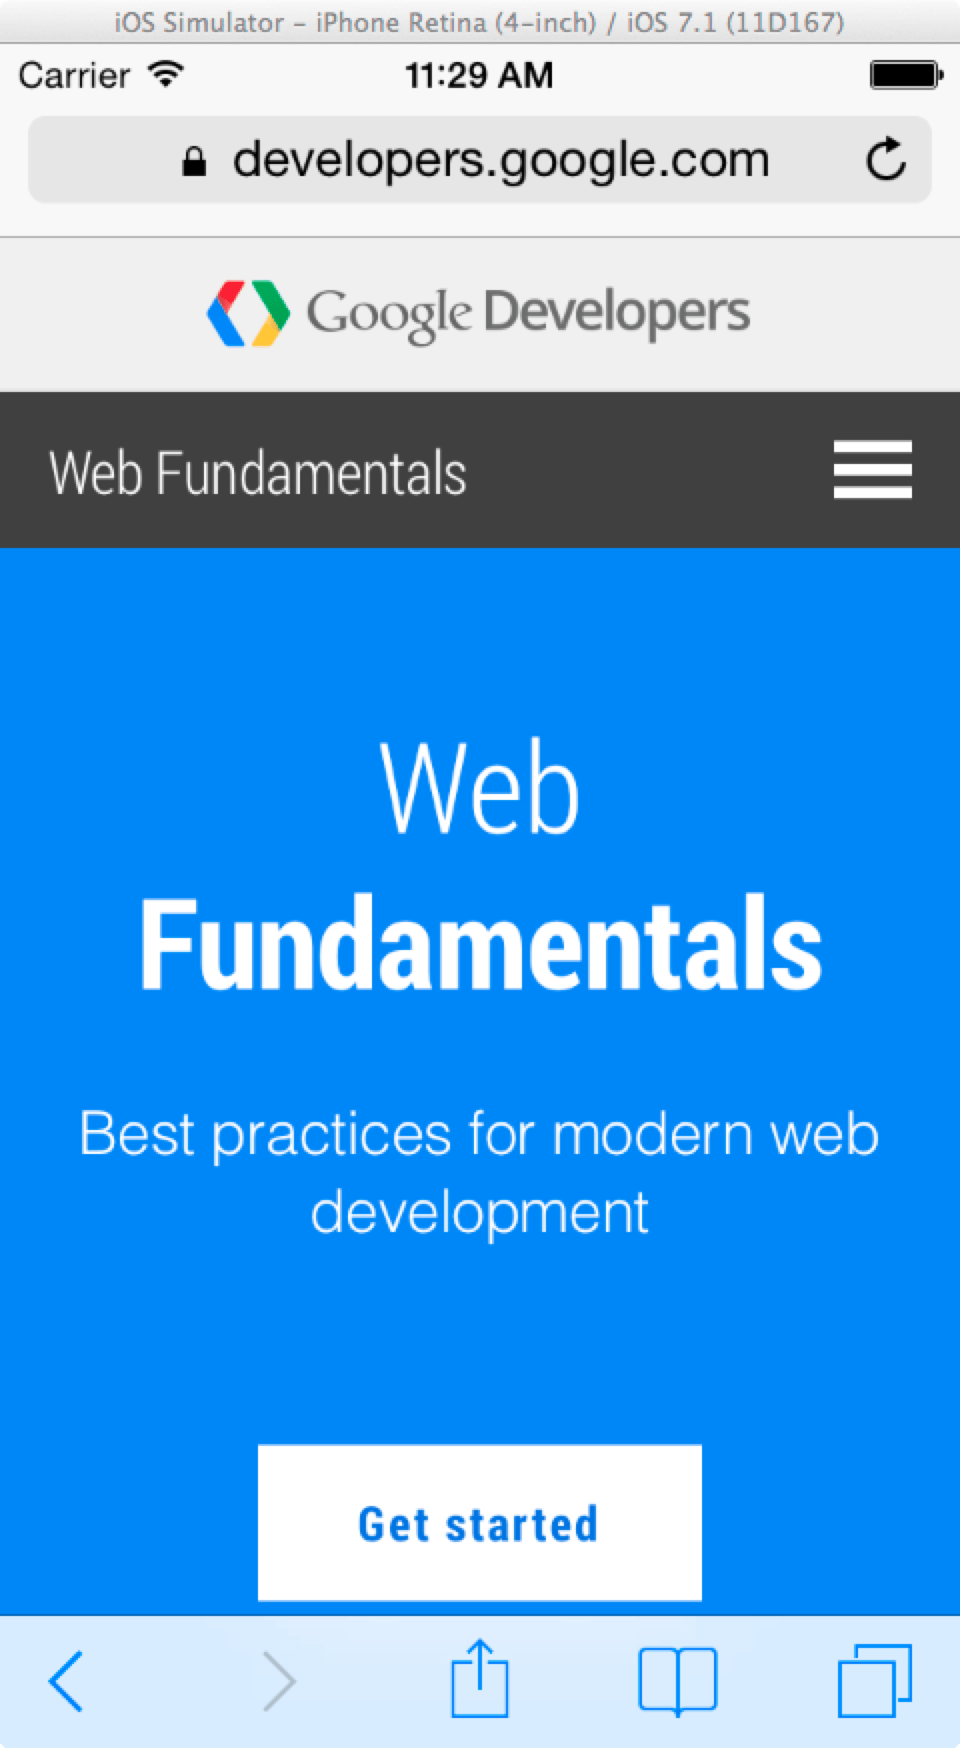 iOS Simulator – iPhone Retina (4-inch) / iOS 7.1 (11D167)
Carrier 11:29 AM
developers.google.com
Google Developers
Web Fundamentals
Web
Fundamentals
Best practices for modern web
development
Get started